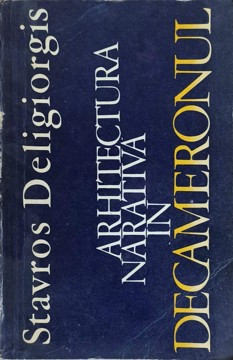 Stavros Deligiorgis
ARHITECTURA
NARATIVĂ
IN
DECAMERONUL